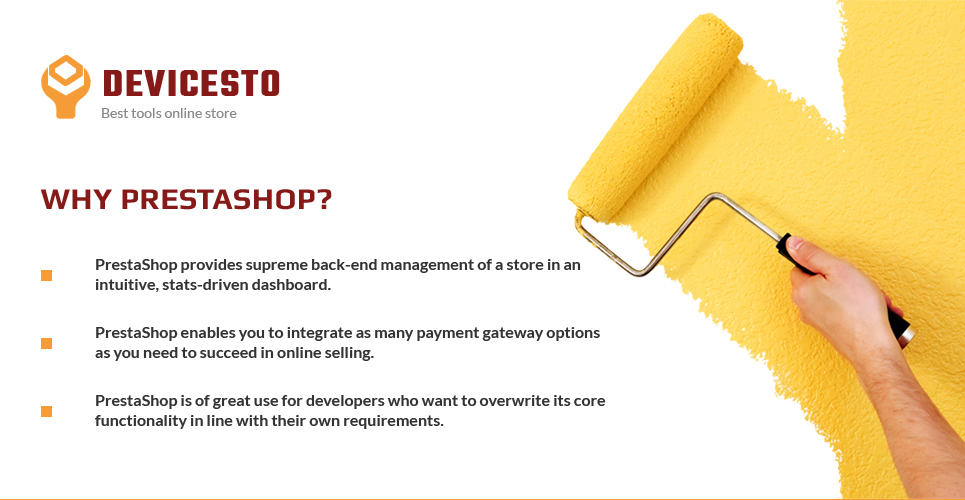 DEVICESTO
Best tools online store
WHY PRESTASHOP?
PrestaShop provides supreme back-end management of a store in an
intuitive, stats-driven dashboard.
PrestaShop enables you to integrate as many payment gateway options
as you need to succeed in online selling.
PrestaShop is of great use for developers who want to overwrite its core
functionality in line with their own requirements.